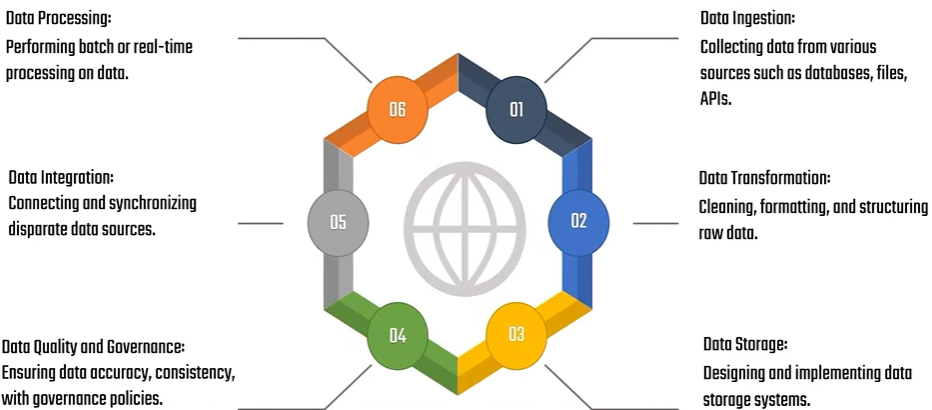 Data Processing:
Performing batch or real-time
processing on data.
Data Ingestion:
Collecting data from various
sources such as databases, files,
APIs.
06
01
Data Integration:
Connecting and synchronizing
disparate data sources.
05
02
Data Transformation:
Cleaning, formatting, and structuring
raw data.
04
03
Data Quality and Governance:
Ensuring data accuracy, consistency,
with governance policies.
Data Storage:
Designing and implementing data
storage systems.